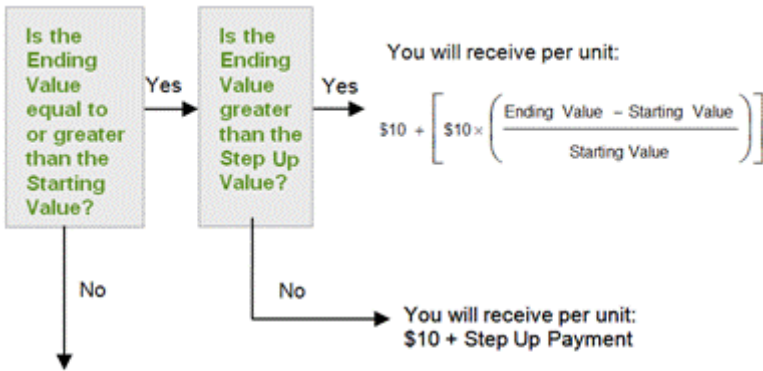 Is the
Ending
Value
equal to
or greater
than the
Starting
Value?
Yes
Is the
Ending
Value
greater
than the
Step Up
Value?
Yes
You will receive per unit:
$10 + [ $10 × ( Ending Value − Starting Value
Starting Value ) ]
No
No
You will receive per unit:
$10 + Step Up Payment